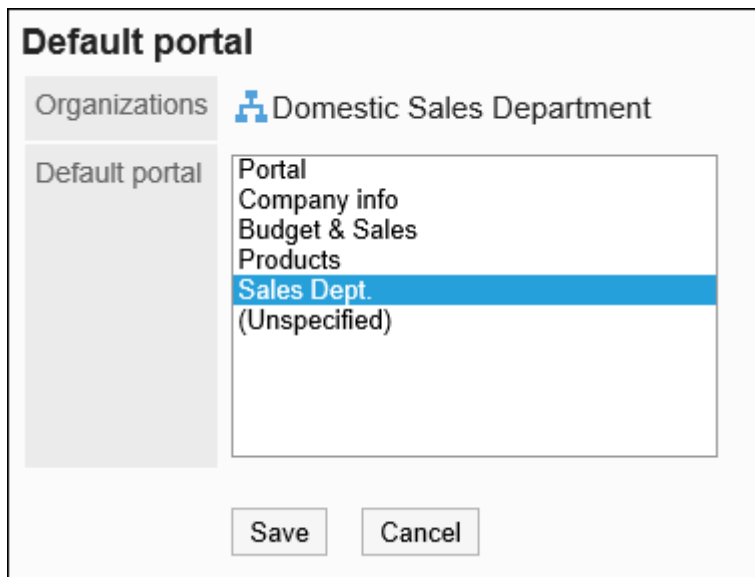 Default portal
Organizations
Domestic Sales Department
Default portal
Portal
Company info
Budget & Sales
Products
Sales Dept.
(Unspecified)
Save
Cancel